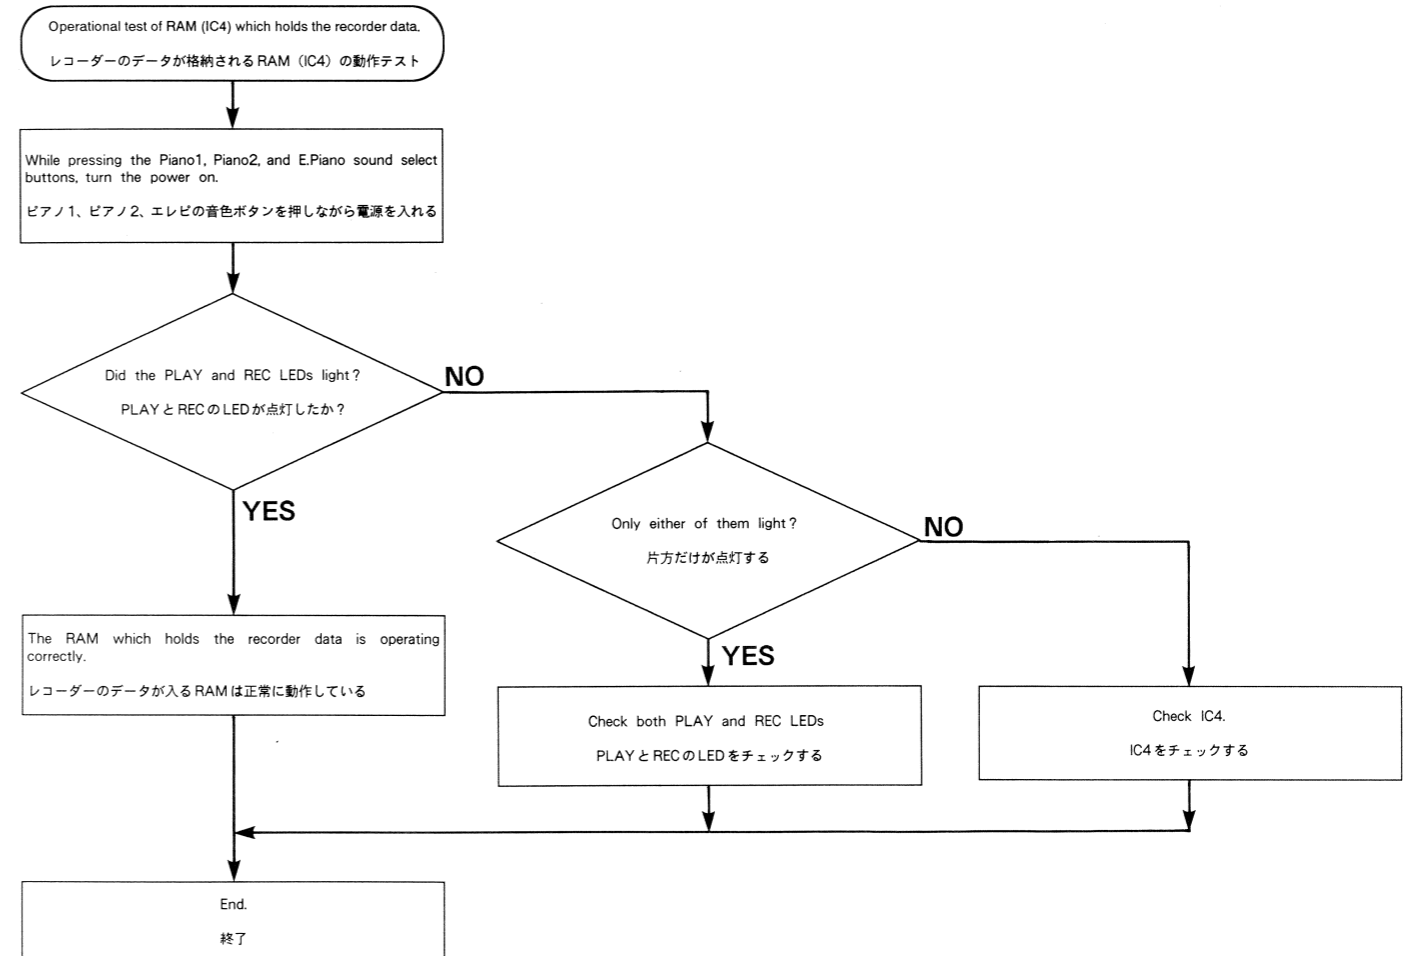 Operational test of RAM (IC4) which holds the recorder data.
レコーダーのデータが格納されるRAM（IC4）の動作テスト
While pressing the Piano1, Piano2, and E.Piano sound select
buttons, turn the power on.
ピアノ1、ピアノ2、エレピの音色ボタンを押しながら電源を入れる
Did the PLAY and REC LEDs light?
PLAYとRECのLEDが点灯したか？
NO
YES
Only either of them light?
片方だけが点灯する
NO
YES
The RAM which holds the recorder data is operating
correctly.
レコーダーのデータが入るRAMは正常に動作している
Check both PLAY and REC LEDs
PLAYとRECのLEDをチェックする
Check IC4.
IC4をチェックする
End.
終了